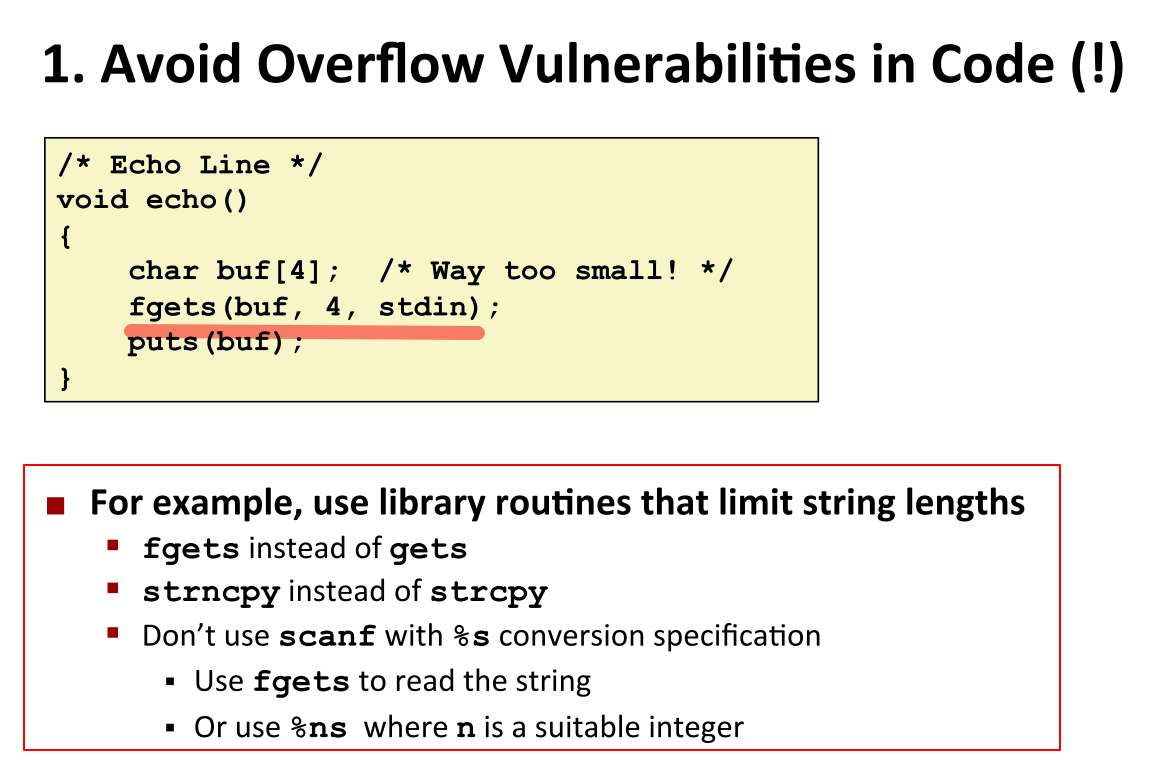 1. Avoid Overflow Vulnerabilities in Code (!)
/* Echo Line */
void echo()
{
    char buf[4];  /* Way too small! */
    fgets(buf, 4, stdin);
    puts(buf);
}
For example, use library routines that limit string lengths
fgets instead of gets
strncpy instead of strcpy
Don’t use scanf with %s conversion specification
Use fgets to read the string
Or use %ns where n is a suitable integer